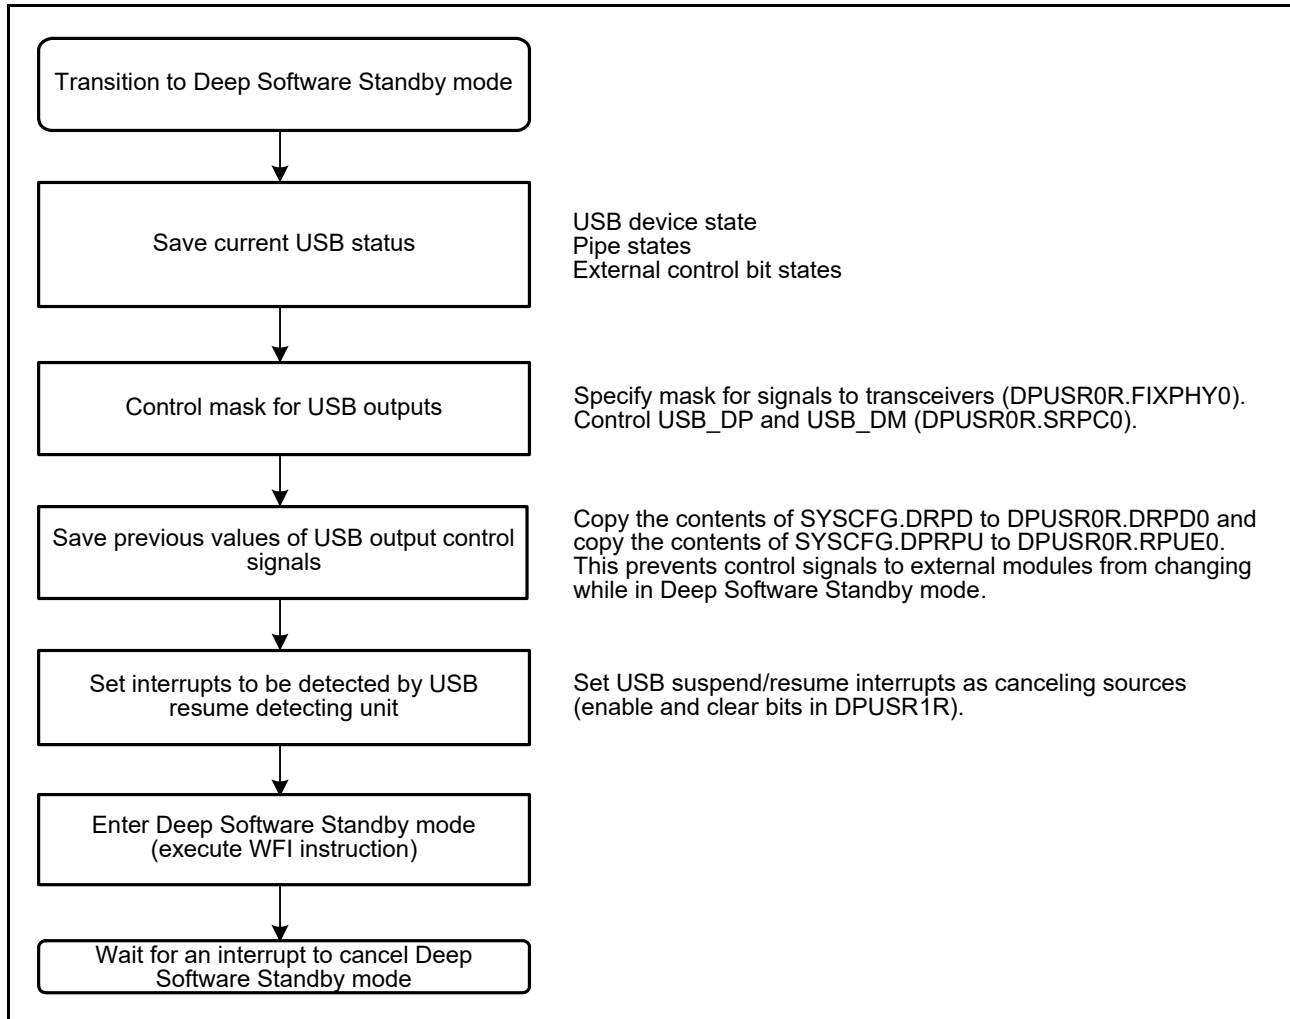 Transition to Deep Software Standby mode
Save current USB status
USB device state
Pipe states
External control bit states
Control mask for USB outputs
Specify mask for signals to transceivers (DPUSR0R.FIXPHY0).
Control USB_DP and USB_DM (DPUSR0R.SRPC0).
Save previous values of USB output control
signals
Copy the contents of SYSCFG.DRPD to DPUSR0R.DRPD0 and
copy the contents of SYSCFG.DPRPU to DPUSR0R.RPUE0.
This prevents control signals to external modules from changing
while in Deep Software Standby mode.
Set interrupts to be detected by USB
resume detecting unit
Set USB suspend/resume interrupts as canceling sources
(enable and clear bits in DPUSR1R).
Enter Deep Software Standby mode
(execute WFI instruction)
Wait for an interrupt to cancel Deep
Software Standby mode